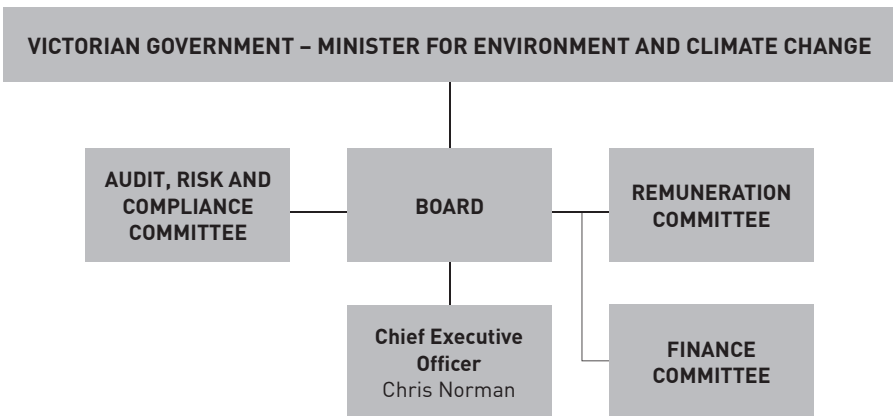 VICTORIAN GOVERNMENT – MINISTER FOR ENVIRONMENT AND CLIMATE CHANGE
AUDIT, RISK AND
COMPLIANCE
COMMITTEE
BOARD
REMUNERATION
COMMITTEE
Chief Executive
Officer
Chris Norman
FINANCE
COMMITTEE